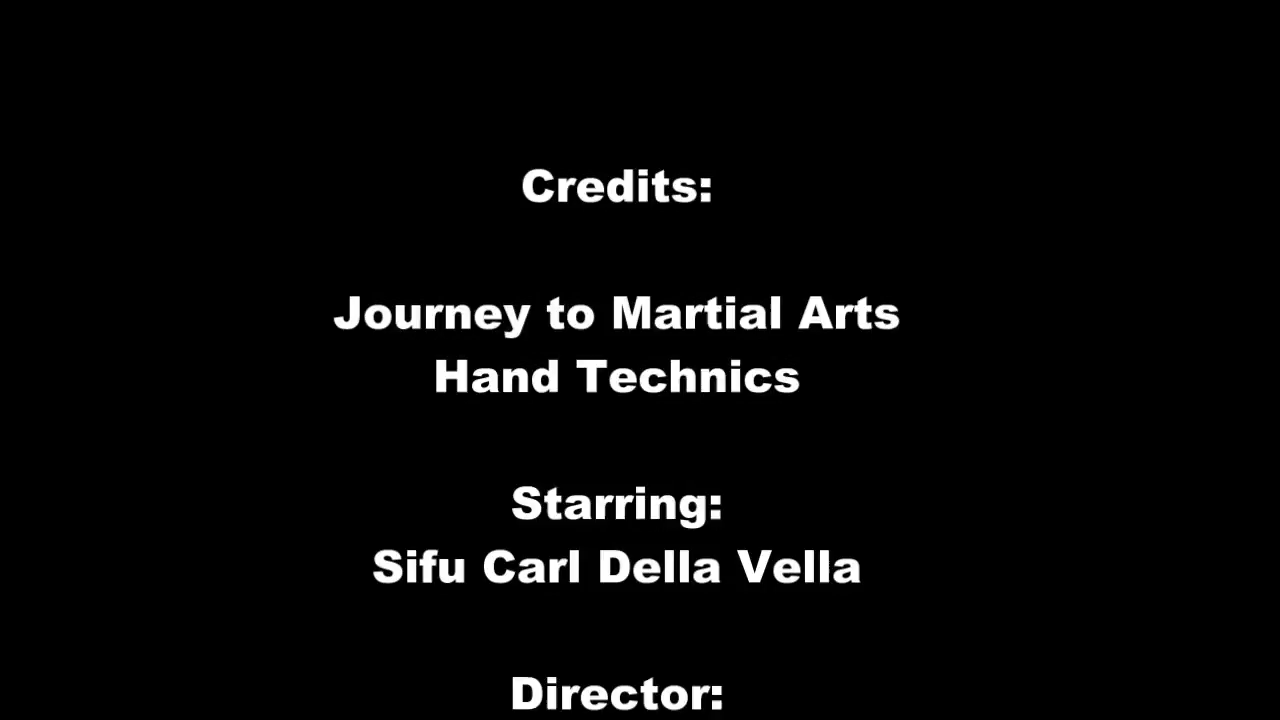 Credits:
Journey to Martial Arts
Hand Technics
Starring:
Sifu Carl Della Vella
Director: